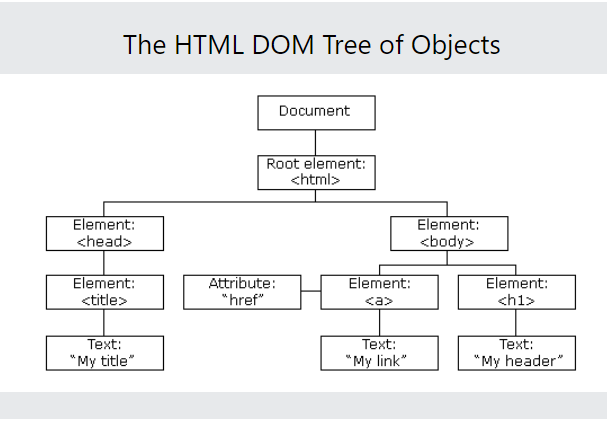 The HTML DOM Tree of Objects
Document
Root element:
<html>
Element:
<head>
Element:
<body>
Element:
<title>
Attribute:
“href”
Element:
<a>
Element:
<h1>
Text:
“My title”
Text:
“My link”
Text:
“My header”